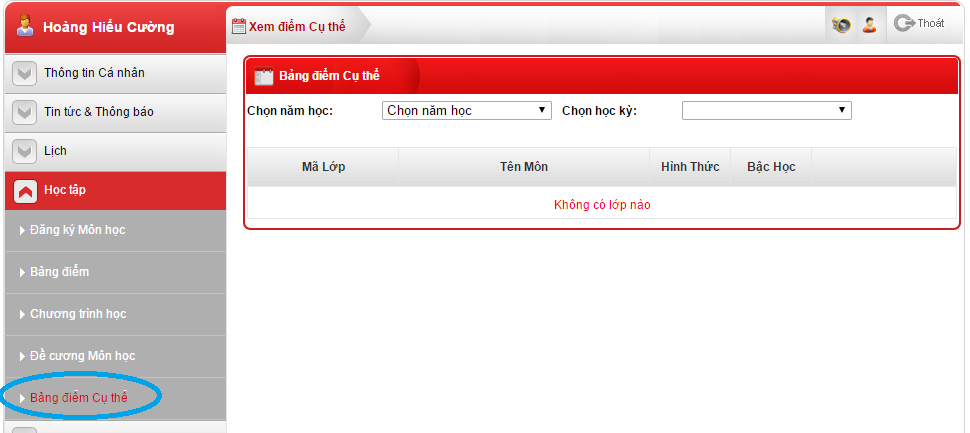 Hoàng Hiếu Cường
Xem điểm Cụ thể
Thoát
Thông tin Cá nhân
Tin tức & Thông báo
Lịch
Học tập
Đăng ký Môn học
Bảng điểm
Chương trình học
Đề cương Môn học
Bảng điểm Cụ thể
Bảng điểm Cụ thể
Chọn năm học: Chọn năm học Chọn học kỳ:
Mã Lớp Tên Môn Hình Thức Bậc Học
Không có lớp nào